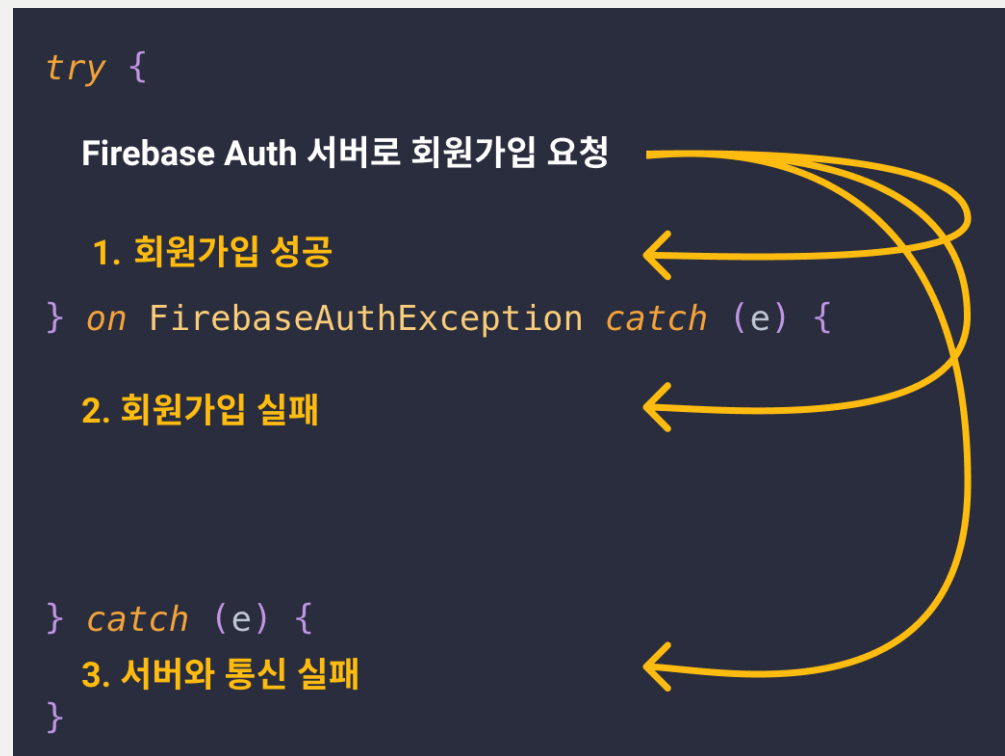 try {
Firebase Auth 서버로 회원가입 요청
1. 회원가입 성공
} on FirebaseAuthException catch (e) {
2. 회원가입 실패
} catch (e) {
3. 서버와 통신 실패
}